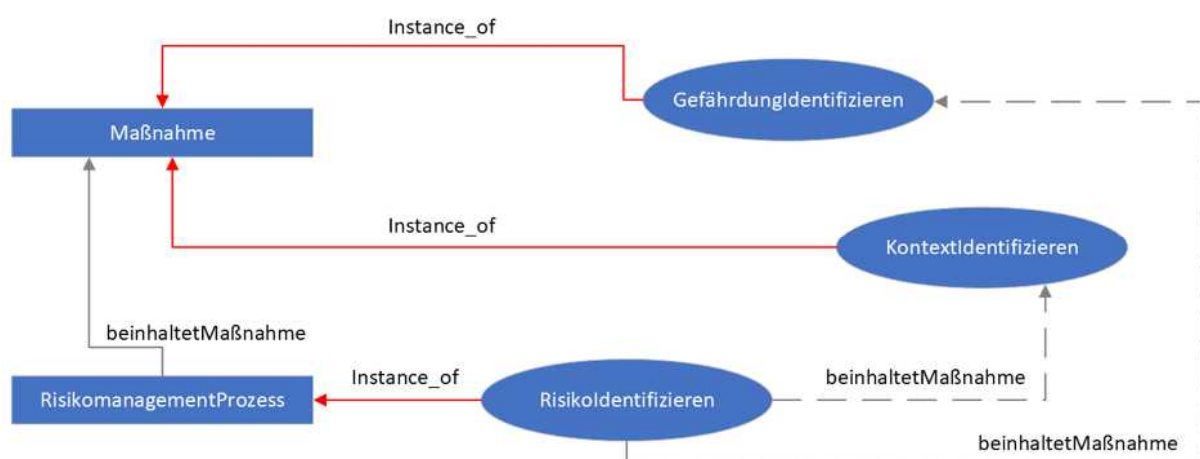 Instance_of
GefährdungIdentifizieren
Maßnahme
Instance_of
KontextIdentifizieren
beinhaltetMaßnahme
Instance_of
beinhaltetMaßnahme
RisikomanagementProzess
RisikoIdentifizieren
beinhaltetMaßnahme